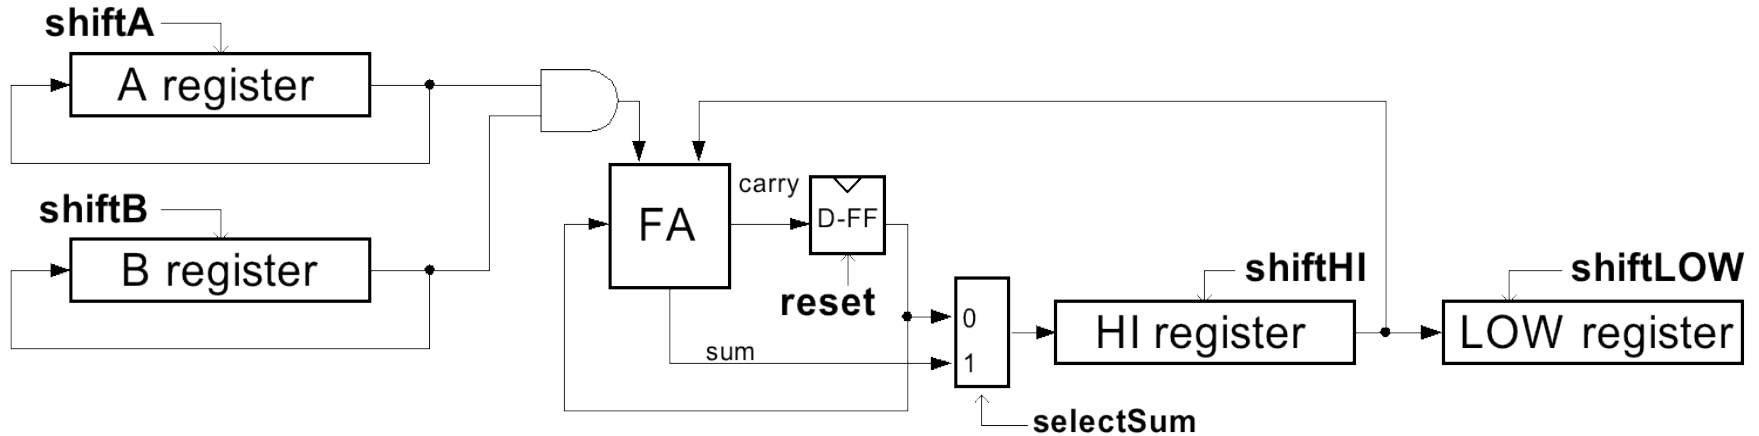 shiftA
A register
shiftB
B register
FA
carry
D-FF
reset
sum
0
1
selectSum
shiftHI
HI register
shiftLOW
LOW register